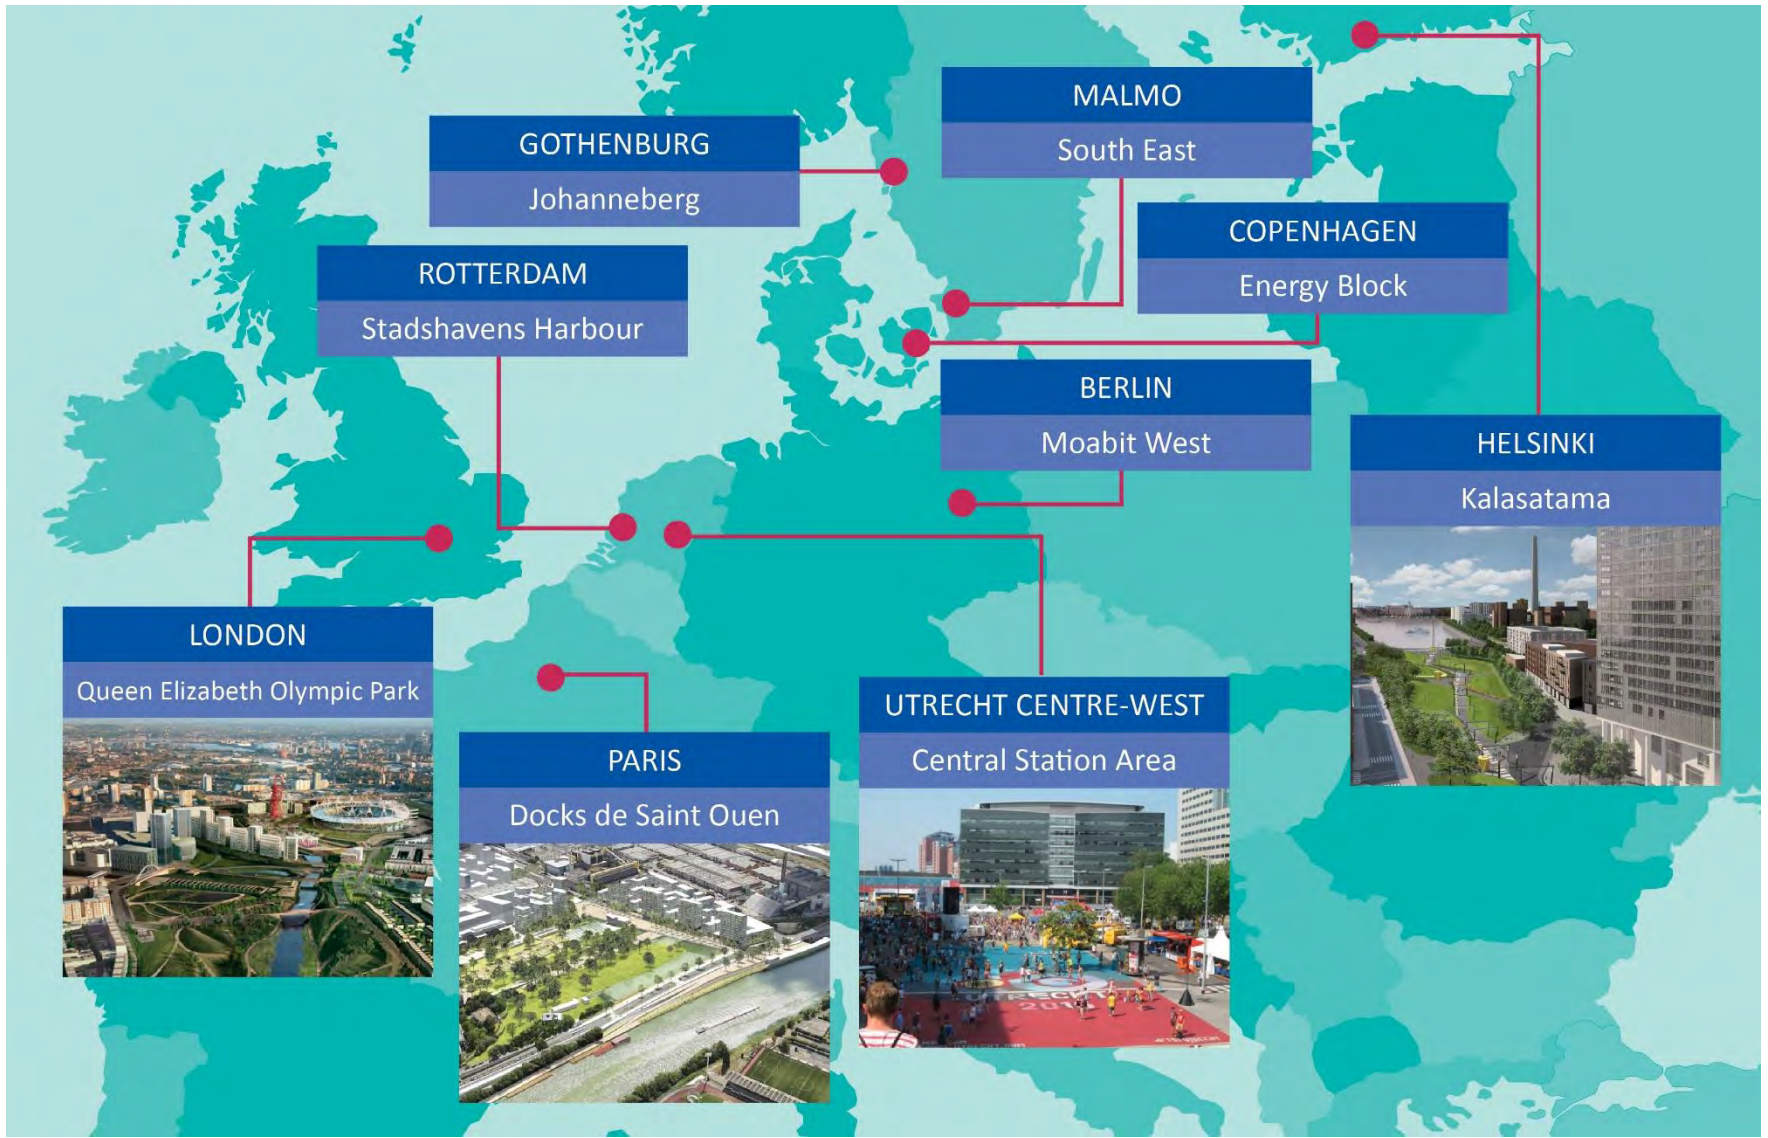 MALMO
South East
GOTHENBURG
Johanneberg
COPENHAGEN
Energy Block
ROTTERDAM
Stadshavens Harbour
BERLIN
Moabit West
HELSINKI
Kalasatama
LONDON
Queen Elizabeth Olympic Park
UTRECHT CENTRE-WEST
Central Station Area
PARIS
Docks de Saint Ouen
UTRECHT